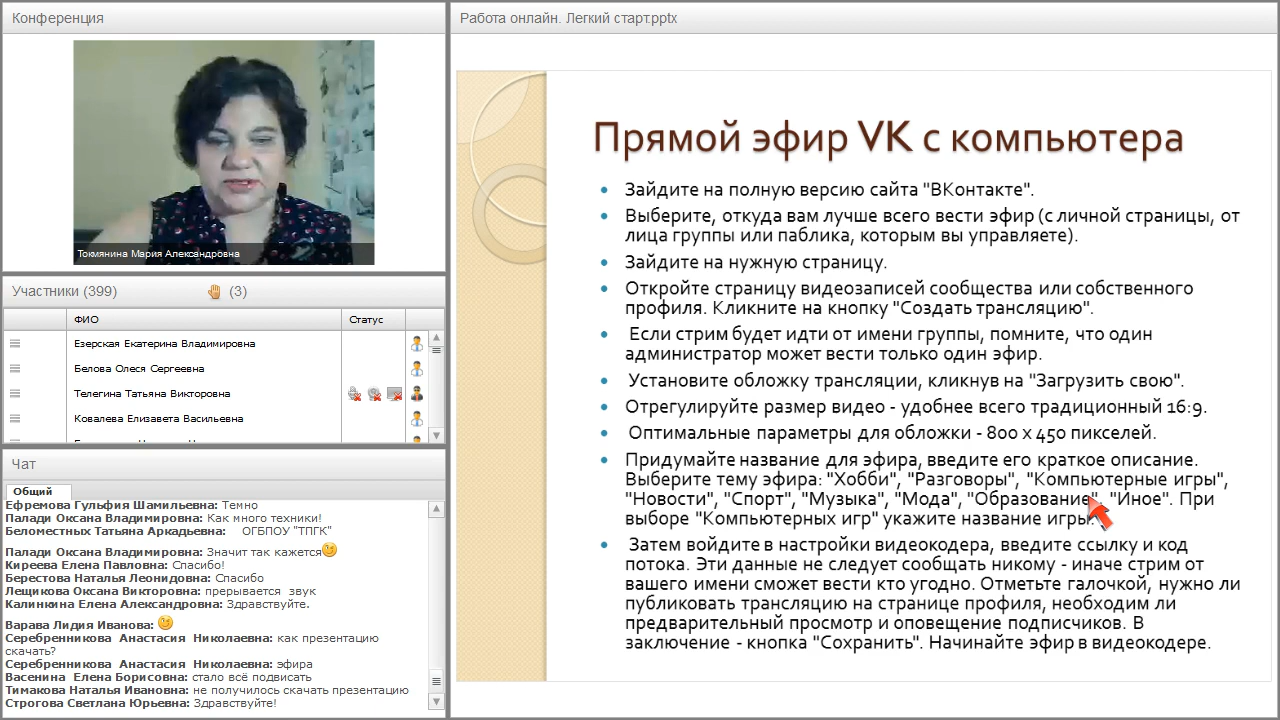 Конференция
Токмянина Мария Александровна
Участники (399)
(3)
ФИО
Статус
Езерская Екатерина Владимировна
Белова Олеся Сергеевна
Телегина Татьяна Викторовна
Ковалева Елизавета Васильевна
Чат
Общий
Ефремова Гульфия Шамильевна: Темно
Палади Оксана Владимировна: Как много техники!
Беломестных Татьяна Аркадьевна: ОГБПОУ "ТПГК"
Палади Оксана Владимировна: Значит так кажется
Киреева Елена Павловна: Спасибо!
Берестова Наталья Леонидовна: Спасибо
Лещикова Оксана Викторовна: прерывается звук
Калинкина Елена Александровна: Здравствуйте.
Варава Лидия Иванова:
Серебренникова Анастасия Николаевна: как презентацию
скачать?
Серебренникова Анастасия Николаевна: эфира
Васенина Елена Борисовна: стало всё подвисать
Тимакова Наталья Ивановна: не получилось скачать презентацию
Строгова Светлана Юрьевна: Здравствуйте!
Работа онлайн. Легкий старт.pptx
Прямой эфир VK с компьютера
• Зайдите на полную версию сайта "ВКонтакте".
• Выберите, откуда вам лучше всего вести эфир (с личной страницы, от
лица группы или паблика, которым вы управляете).
• Зайдите на нужную страницу.
• Откройте страницу видеозаписей сообщества или собственного
профиля. Кликните на кнопку "Создать трансляцию".
• Если стрим будет идти от имени группы, помните, что один
администратор может вести только один эфир.
• Установите обложку трансляции, кликнув на "Загрузить свою".
• Отрегулируйте размер видео - удобнее всего традиционный 16:9.
• Оптимальные параметры для обложки - 800 х 450 пикселей.
• Придумайте название для эфира, введите его краткое описание.
Выберите тему эфира: "Хобби", "Разговоры", "Компьютерные игры",
"Новости", "Спорт", "Музыка", "Мода", "Образование", "Иное". При
выборе "Компьютерных игр" укажите название игры.
• Затем войдите в настройки видеокодера, введите ссылку и код
потока. Эти данные не следует сообщать никому - иначе стрим от
вашего имени сможет вести кто угодно. Отметьте галочкой, нужно ли
публиковать трансляцию на странице профиля, необходим ли
предварительный просмотр и оповещение подписчиков. В
заключение - кнопка "Сохранить". Начинайте эфир в видеокодере.